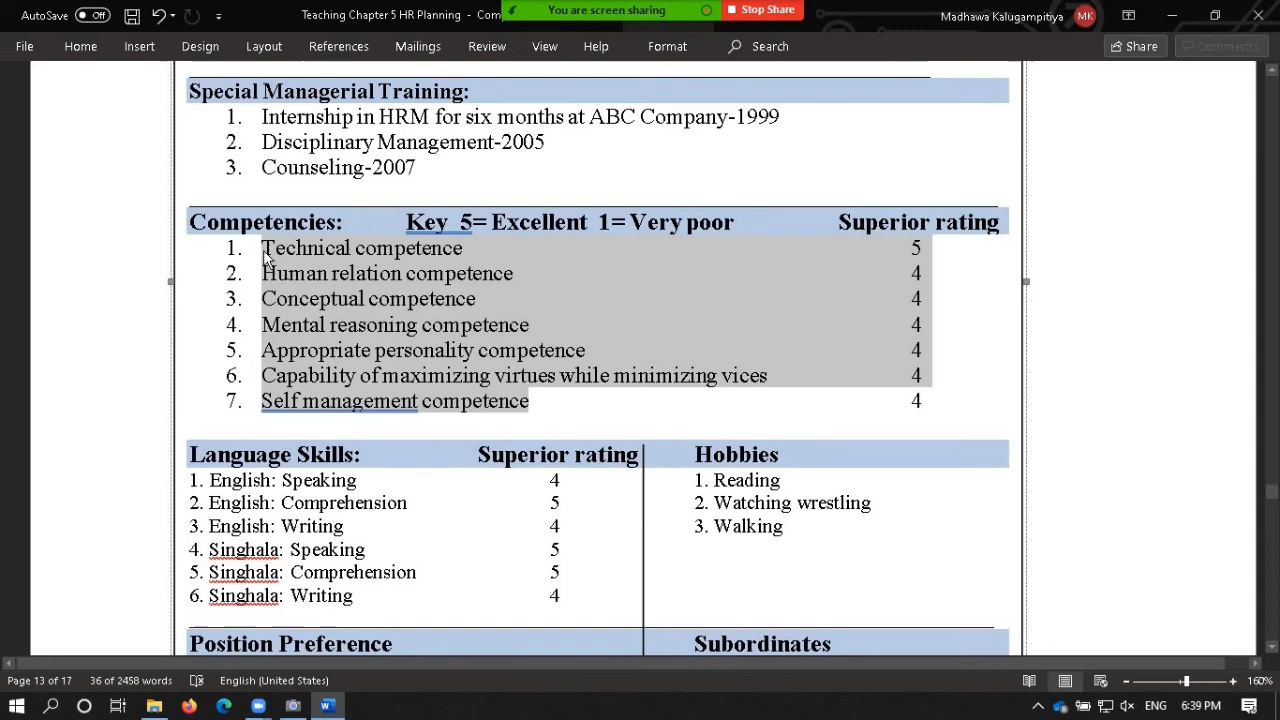 AutoSave Off Teaching Chapter 5 HR Planning - Com You are screen sharing Stop Share Madhawa Kalugampitiya MK
File Home Insert Design Layout References Mailings Review View Help Format Search Share Comments
Special Managerial Training:
1. Internship in HRM for six months at ABC Company-1999
2. Disciplinary Management-2005
3. Counseling-2007
Competencies: Key 5= Excellent 1= Very poor Superior rating
1. Technical competence 5
2. Human relation competence 4
3. Conceptual competence 4
4. Mental reasoning competence 4
5. Appropriate personality competence 4
6. Capability of maximizing virtues while minimizing vices 4
7. Self management competence 4
Language Skills: Superior rating Hobbies
1. English: Speaking 4 1. Reading
2. English: Comprehension 5 2. Watching wrestling
3. English: Writing 4 3. Walking
4. Singhala: Speaking 5
5. Singhala: Comprehension 5
6. Singhala: Writing 4
Position Preference Subordinates
Page 13 of 17 36 of 2458 words English (United States) 160%
ENG 6:39 PM